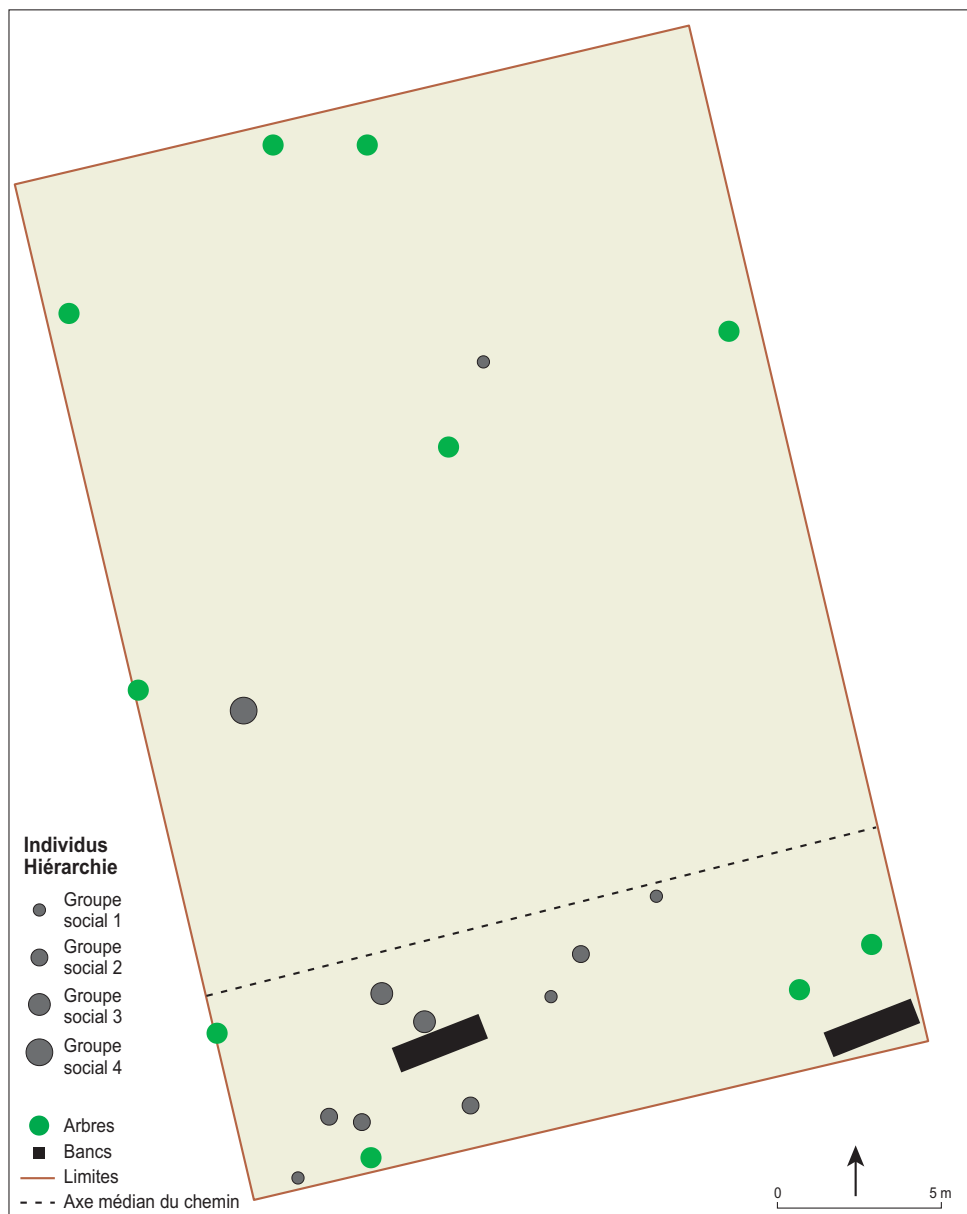 Individus
Hiérarchie
Groupe
social 1
Groupe
social 2
Groupe
social 3
Groupe
social 4
Arbres
Bancs
Limites
Axe médian du chemin
0 5 m